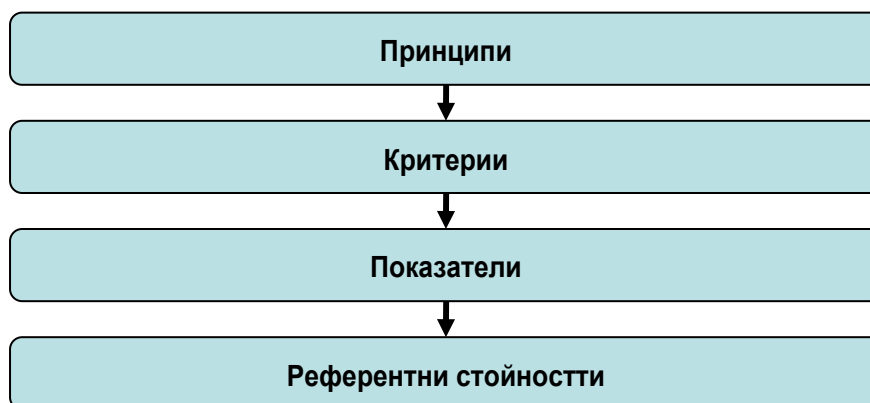 Принципи
Критерии
Показатели
Референтни стойностти